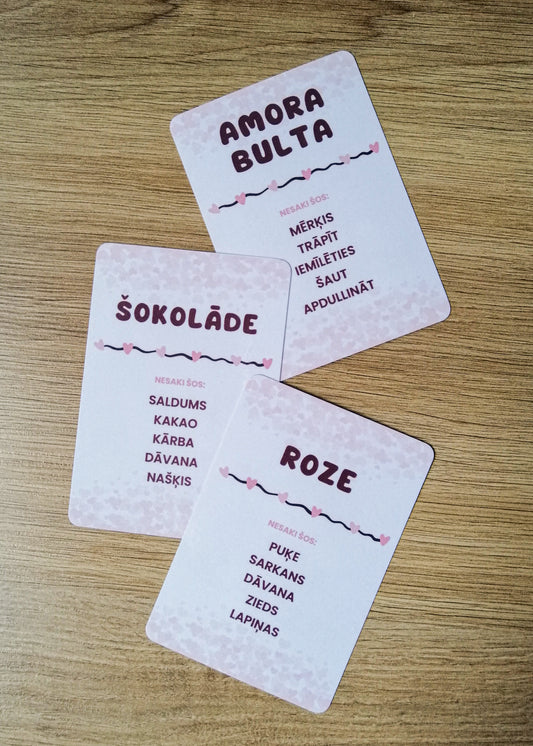 AMORA
BULTA
NESAKI ŠOS:
MĒRĶIS
TRĀPĪT
IEMĪLĒTIES
ŠAUT
APDULLINĀT
ŠOKOLĀDE
NESAKI ŠOS:
SALDUMS
KAKAO
KĀRBA
DĀVANA
NAŠĶIS
ROZE
NESAKI ŠOS:
PUĶE
SARKANS
DĀVANA
ZIEDS
LAPIŅAS